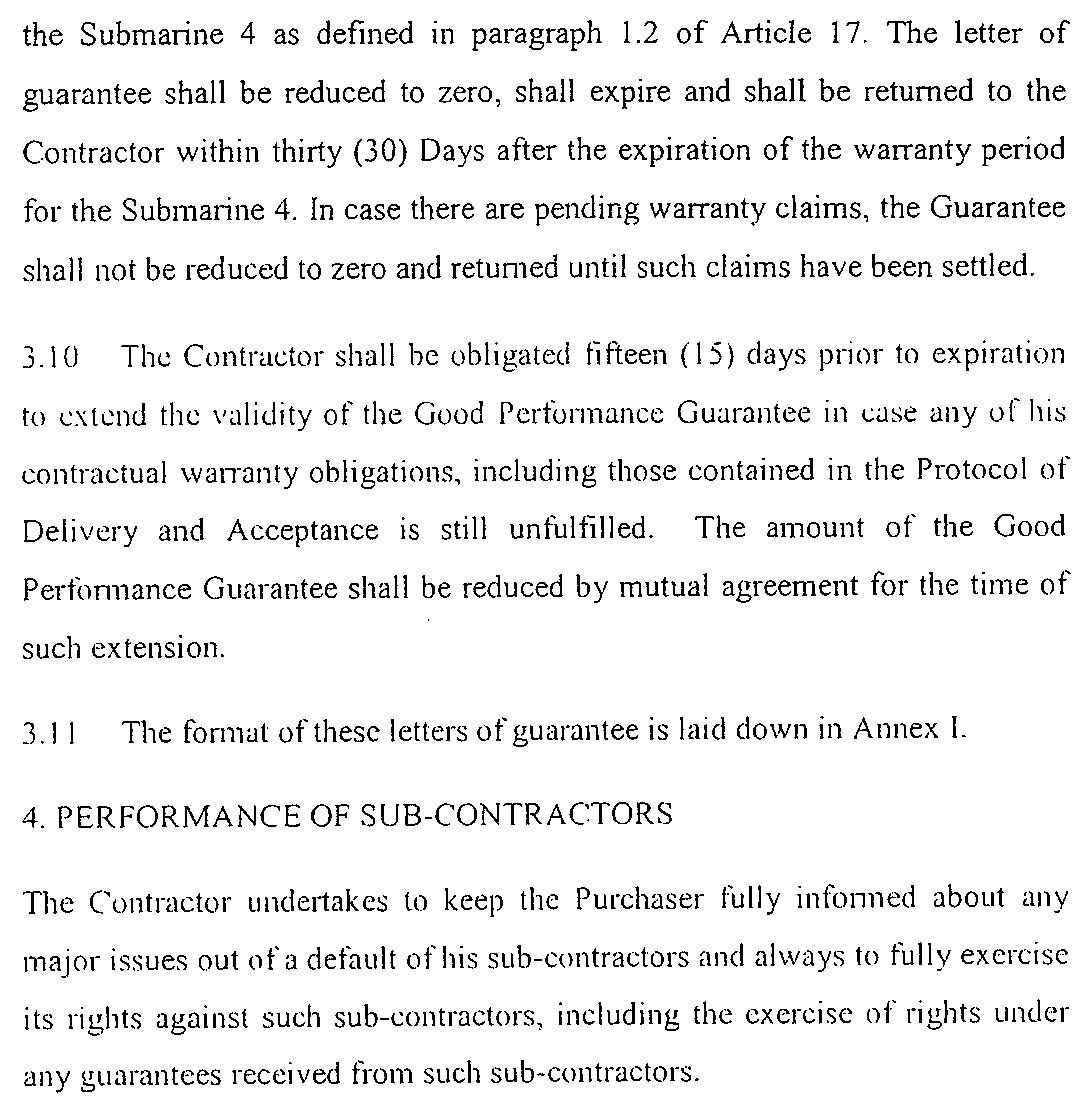 the Submarine 4 as defined in paragraph 1.2 of Article 17. The letter of
guarantee shall be reduced to zero, shall expire and shall be returned to the
Contractor within thirty (30) Days after the expiration of the warranty period
for the Submarine 4. In case there are pending warranty claims, the Guarantee
shall not be reduced to zero and returned until such claims have been settled.
3.10 The Contractor shall be obligated fifteen (15) days prior to expiration
to extend the validity of the Good Performance Guarantee in case any of his
contractual warranty obligations, including those contained in the Protocol of
Delivery and Acceptance is still unfulfilled. The amount of the Good
Performance Guarantee shall be reduced by mutual agreement for the time of
such extension.
3.11 The format of these letters of guarantee is laid down in Annex I.
4. PERFORMANCE OF SUB-CONTRACTORS
The Contractor undertakes to keep the Purchaser fully informed about any
major issues out of a default of his sub-contractors and always to fully exercise
its rights against such sub-contractors, including the exercise of rights under
any guarantees received from such sub-contractors.